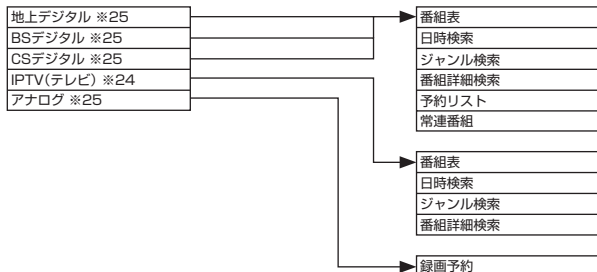 地上デジタル ※25
BSデジタル ※25
CSデジタル ※25
IPTV(テレビ) ※24
アナログ ※25
番組表
日時検索
ジャンル検索
番組詳細検索
予約リスト
常連番組
番組表
日時検索
ジャンル検索
番組詳細検索
録画予約